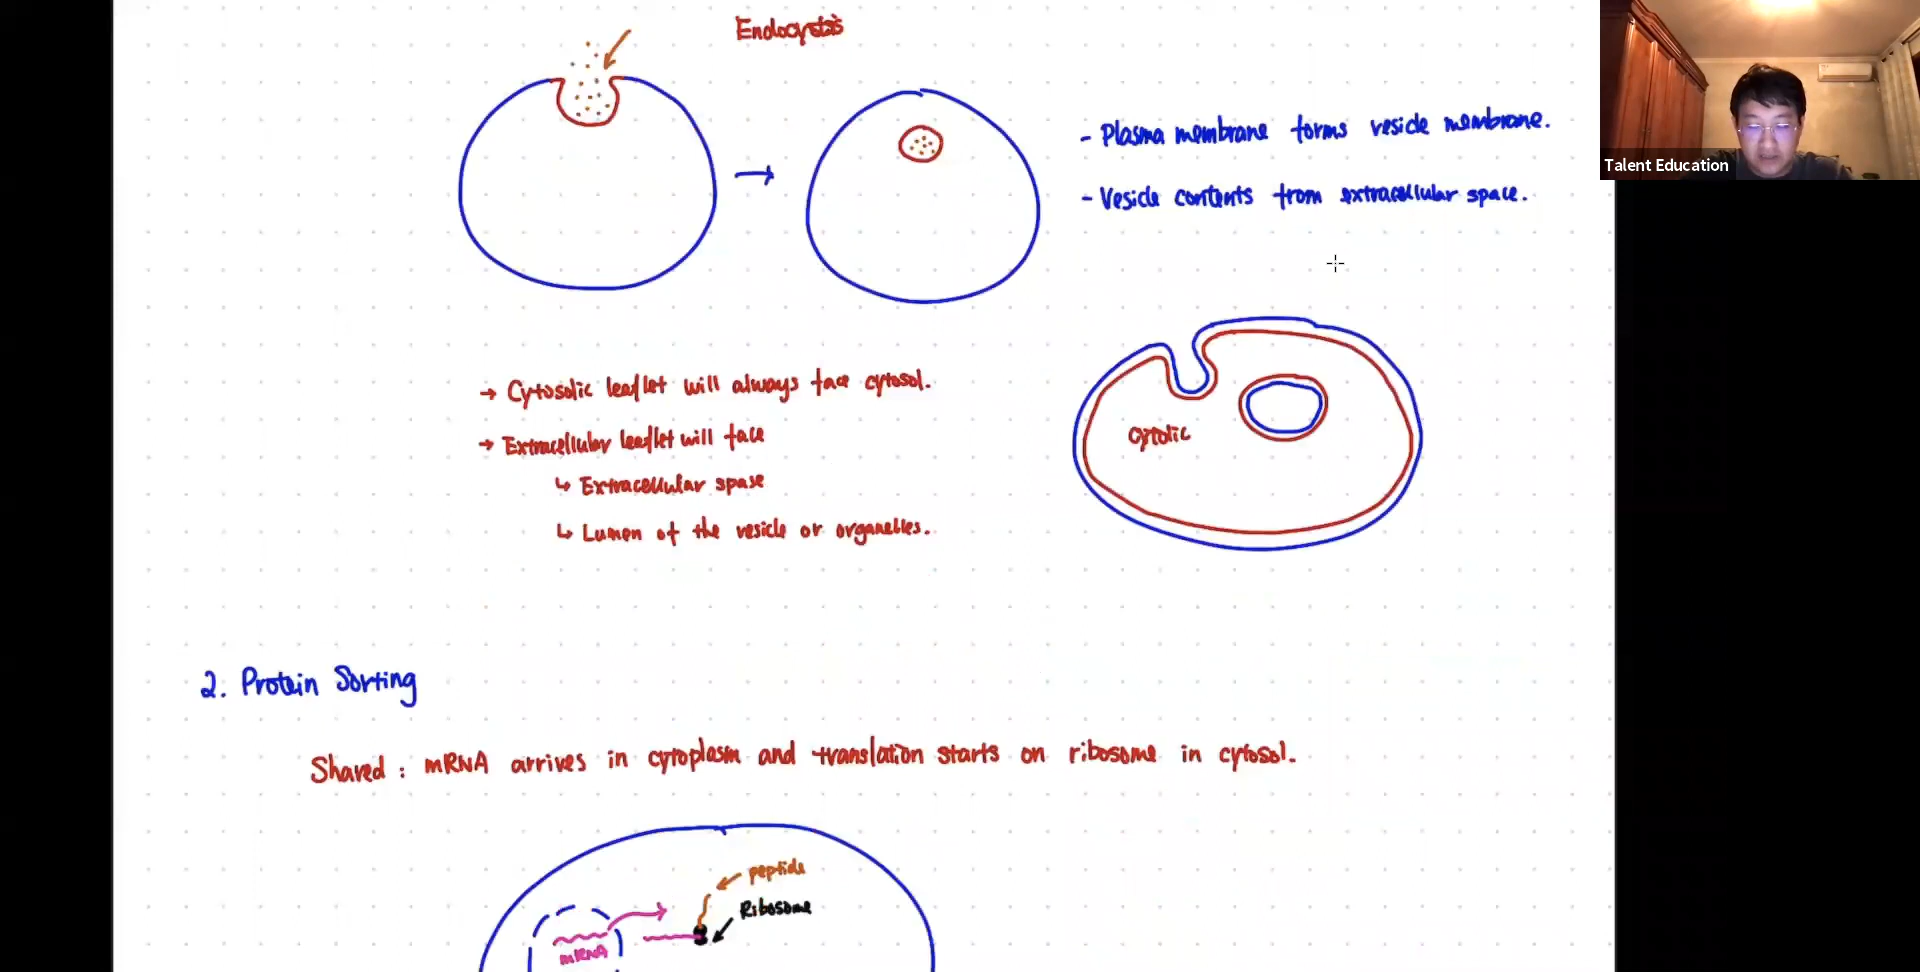 Endocystis
- Plasma membrane forms vesicle membrane.
Talent Education
- Vesicle contents from extracellular space.
→ Cytosolic leaflet will always face cytosol.
→ Extracellular leaflet will face
↳ Extracellular spase
↳ Lumen of the vesicle or organelles.
Cytolic
2. Protein Sorting
Shared : mRNA arrives in cytoplasm and translation starts on ribosome in cytosol.
peptide
Ribosome
mRNA